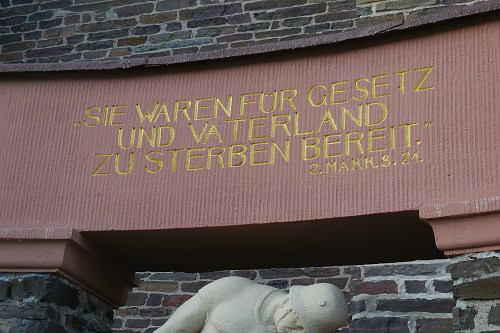 „SIE WAREN FÜR GESETZ
UND VATERLAND
ZU STERBEN BEREIT.”
2. MAKK. 8. 21.